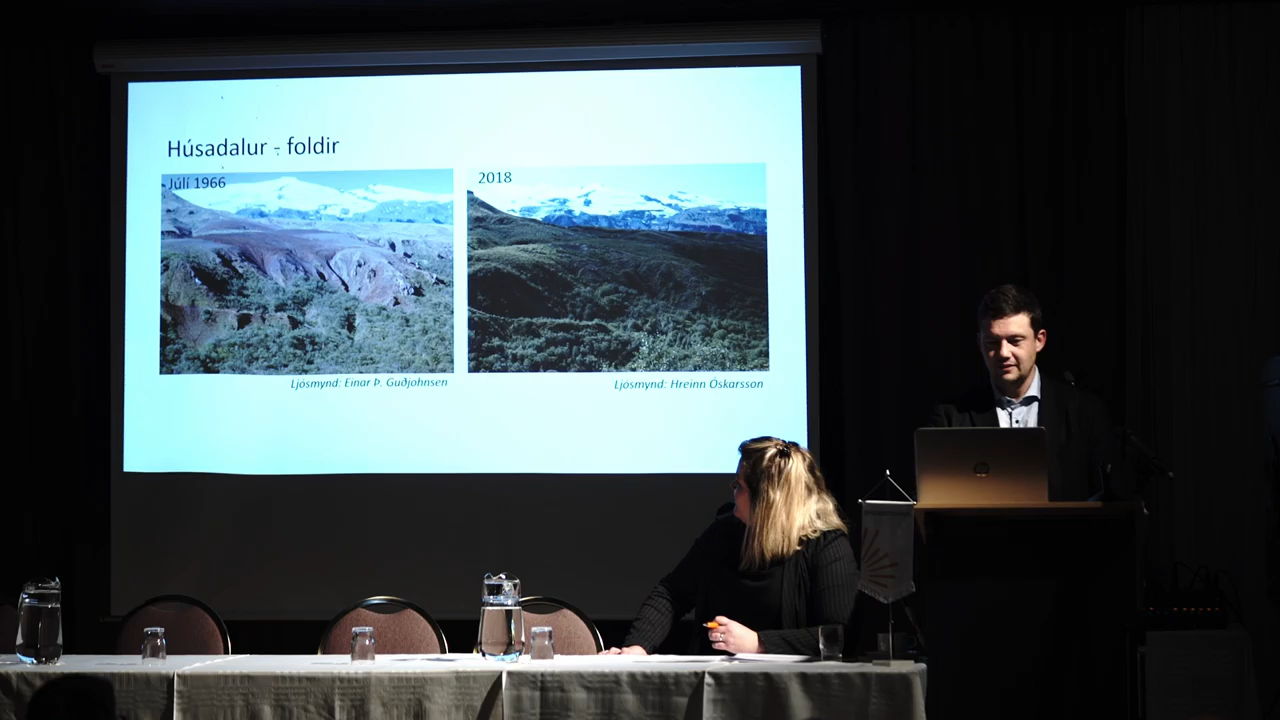 Húsadalur - foldir
Júlí 1966
2018
Ljósmynd: Einar Þ. Guðjohnsen
Ljósmynd: Hreinn Óskarsson